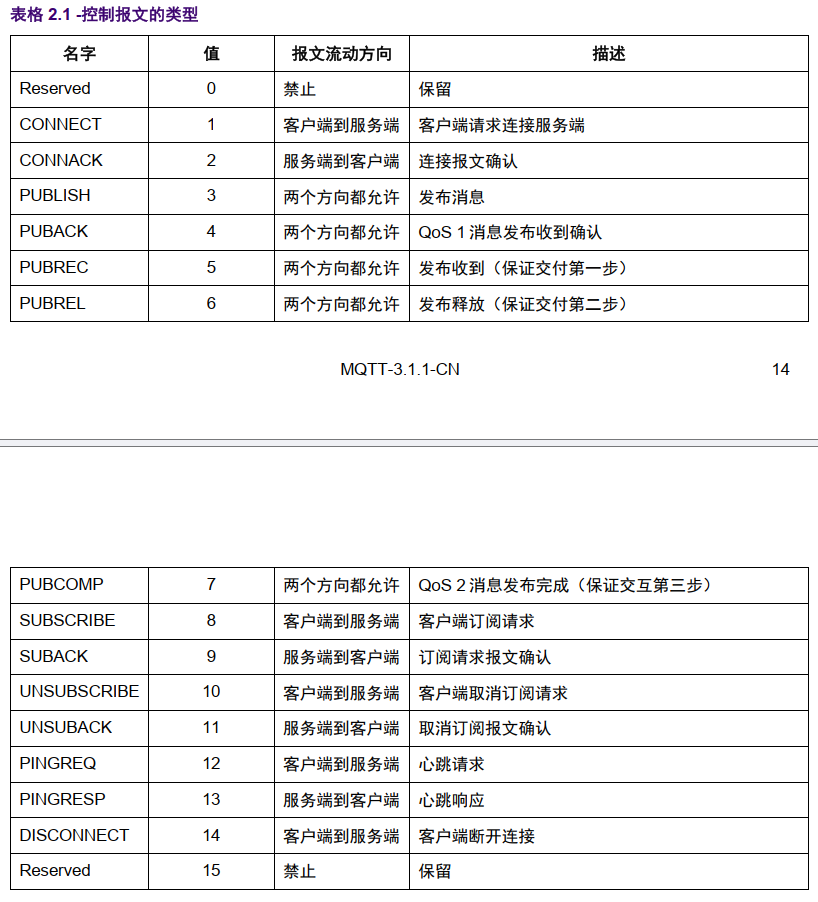 表格 2.1 -控制报文的类型
名字 值 报文流动方向 描述
Reserved 0 禁止 保留
CONNECT 1 客户端到服务端 客户端请求连接服务端
CONNACK 2 服务端到客户端 连接报文确认
PUBLISH 3 两个方向都允许 发布消息
PUBACK 4 两个方向都允许 QoS 1 消息发布收到确认
PUBREC 5 两个方向都允许 发布收到（保证交付第一步）
PUBREL 6 两个方向都允许 发布释放（保证交付第二步）
MQTT-3.1.1-CN 14
PUBCOMP 7 两个方向都允许 QoS 2 消息发布完成（保证交互第三步）
SUBSCRIBE 8 客户端到服务端 客户端订阅请求
SUBACK 9 服务端到客户端 订阅请求报文确认
UNSUBSCRIBE 10 客户端到服务端 客户端取消订阅请求
UNSUBACK 11 服务端到客户端 取消订阅报文确认
PINGREQ 12 客户端到服务端 心跳请求
PINGRESP 13 服务端到客户端 心跳响应
DISCONNECT 14 客户端到服务端 客户端断开连接
Reserved 15 禁止 保留